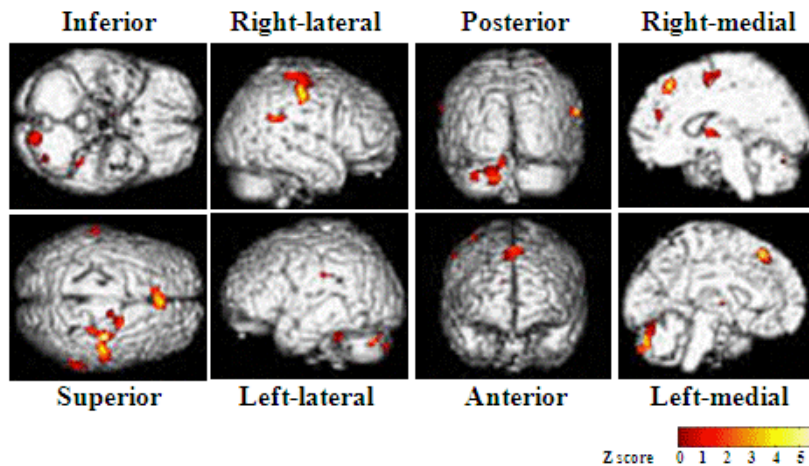 Inferior Right-lateral Posterior Right-medial
Superior Left-lateral Anterior Left-medial
Z score 0 1 2 3 4 5